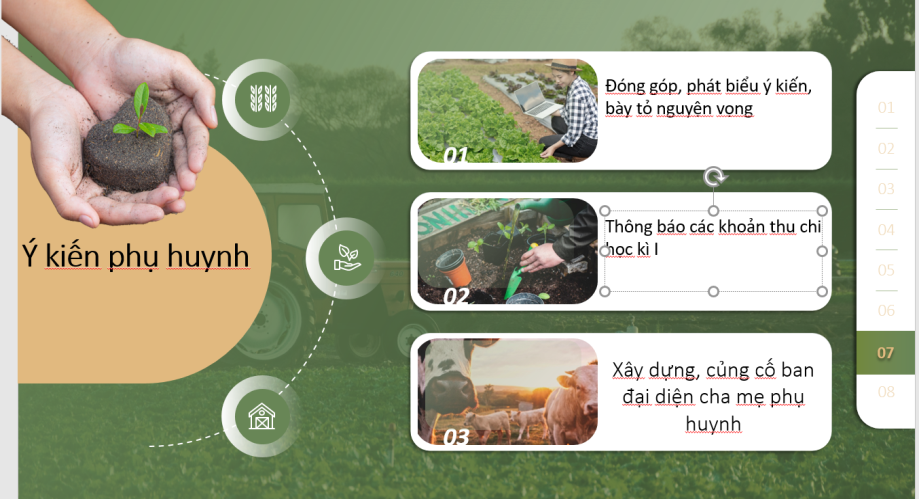 Ý kiến phụ huynh
01
Đóng góp, phát biểu ý kiến,
bày tỏ nguyện vọng
02
Thông báo các khoản thu chi
học kì I
03
Xây dựng, củng cố ban
đại diện cha mẹ phụ
huynh
01
02
03
04
05
06
07
08